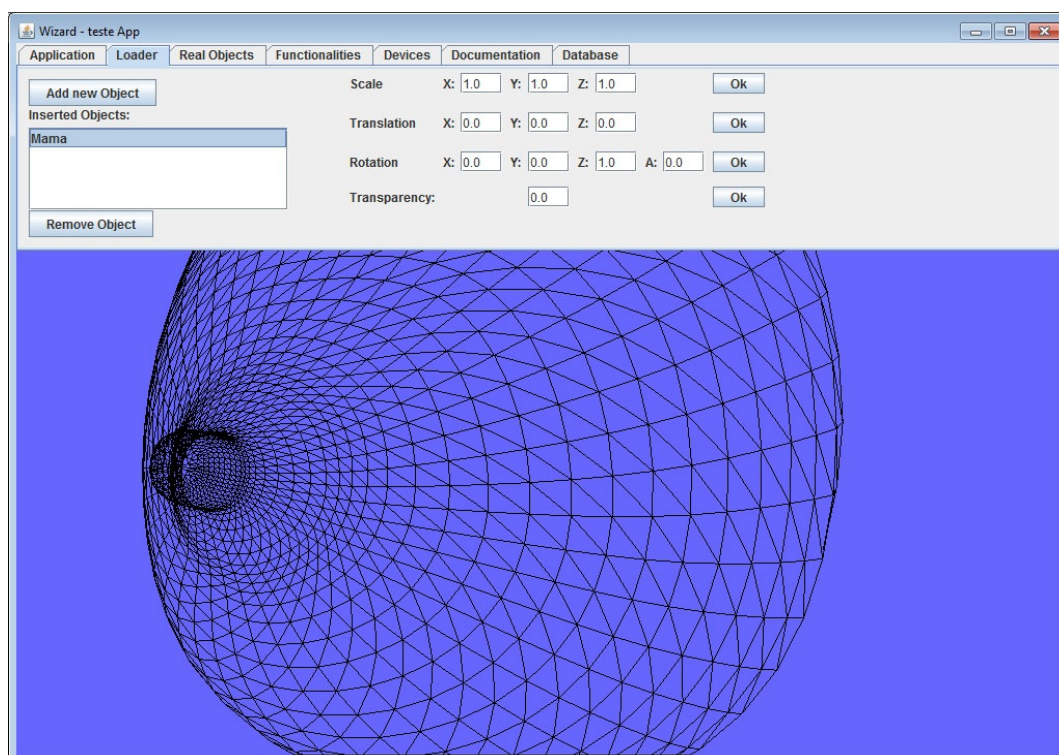 Wizard - teste App
Application Loader Real Objects Functionalities Devices Documentation Database
Add new Object
Inserted Objects:
Mama
Remove Object
Scale X: 1.0 Y: 1.0 Z: 1.0 Ok
Translation X: 0.0 Y: 0.0 Z: 0.0 Ok
Rotation X: 0.0 Y: 0.0 Z: 1.0 A: 0.0 Ok
Transparency: 0.0 Ok